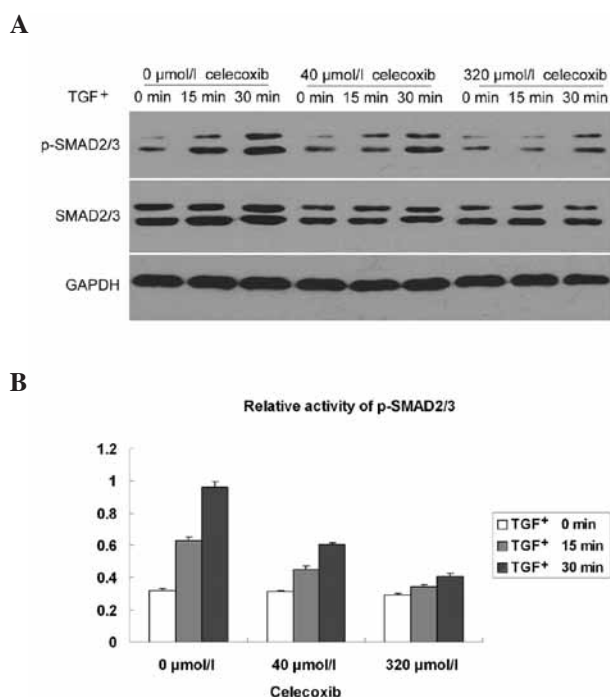 A
0 µmol/l celecoxib 40 µmol/l celecoxib 320 µmol/l celecoxib
TGF+ 0 min 15 min 30 min 0 min 15 min 30 min 0 min 15 min 30 min
p-SMAD2/3
SMAD2/3
GAPDH
B
Relative activity of p-SMAD2/3
1.2
1
0.8
0.6
0.4
0.2
0
TGF+ 0 min
TGF+ 15 min
TGF+ 30 min
0 µmol/l 40 µmol/l 320 µmol/l
Celecoxib